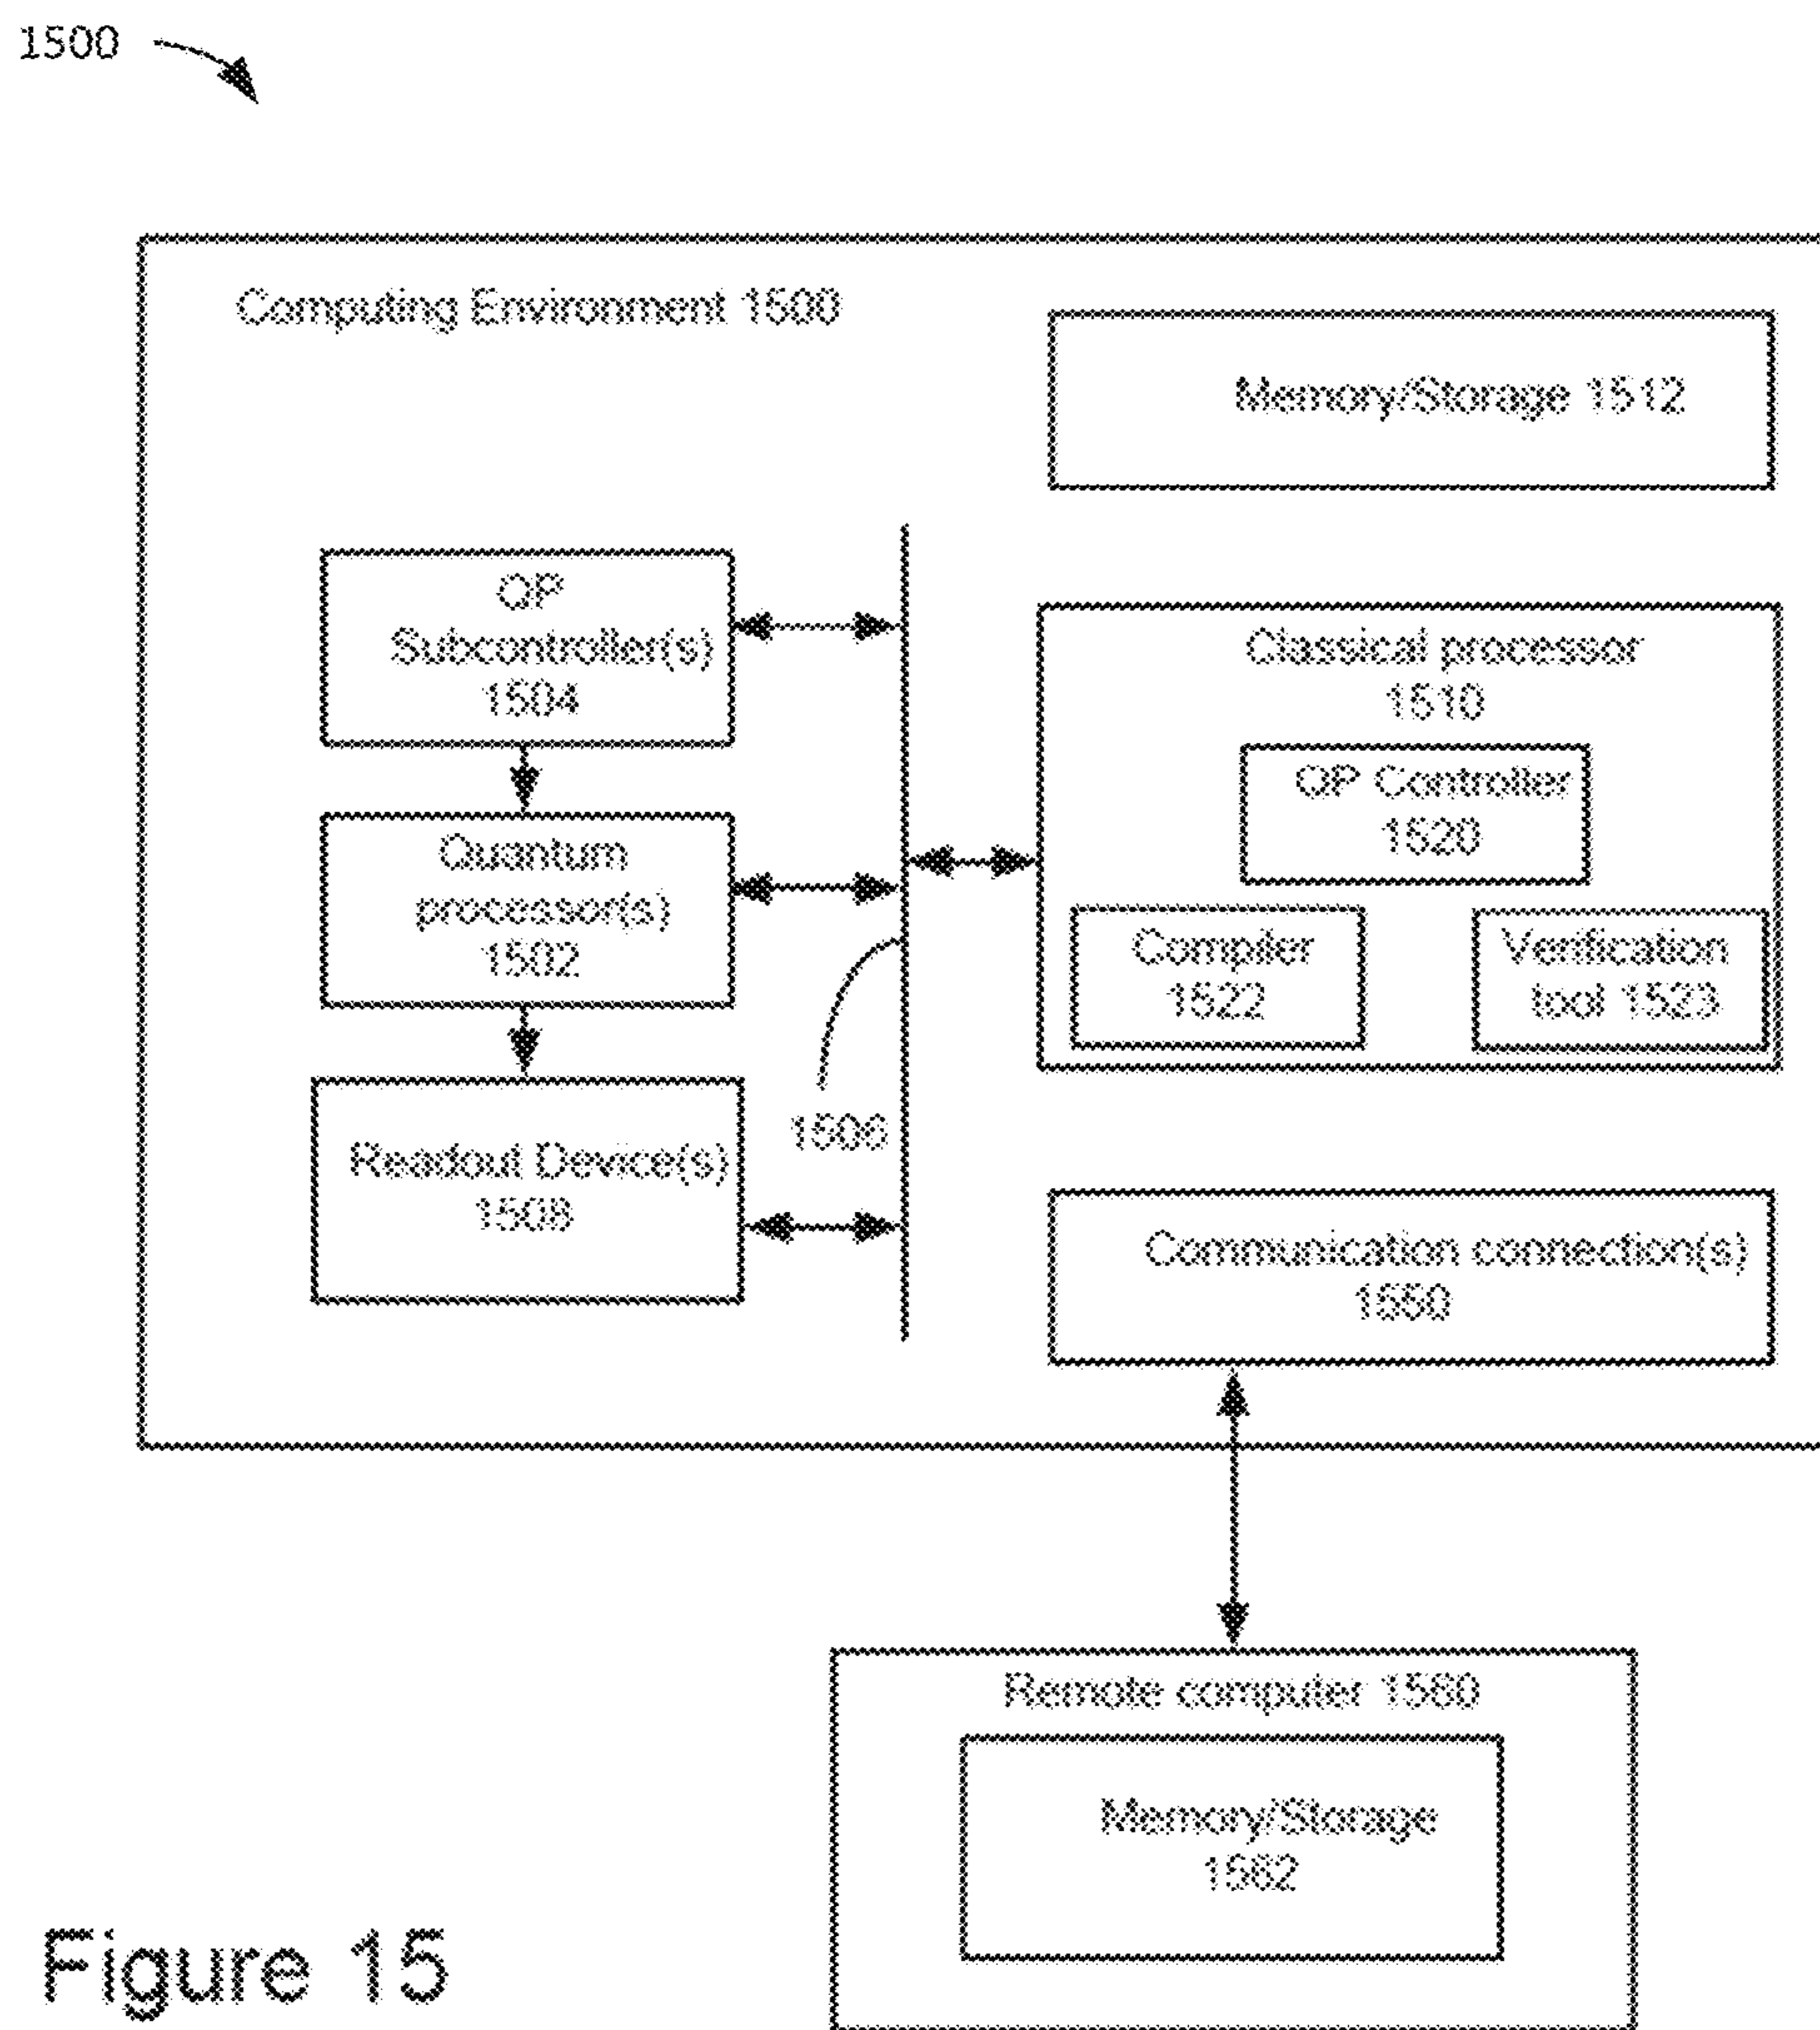 1500
Computing Environment 1500
Memory/Storage 1512
QP
Subcontroller(s)
1504
Classical processor
1510
QP Controller
1520
Quantum
processor(s)
1502
Compiler
1522
Verification
tool 1523
1506
Readout Device(s)
1508
Communication connection(s)
1550
Remote computer 1560
Memory/Storage
1562
Figure 15